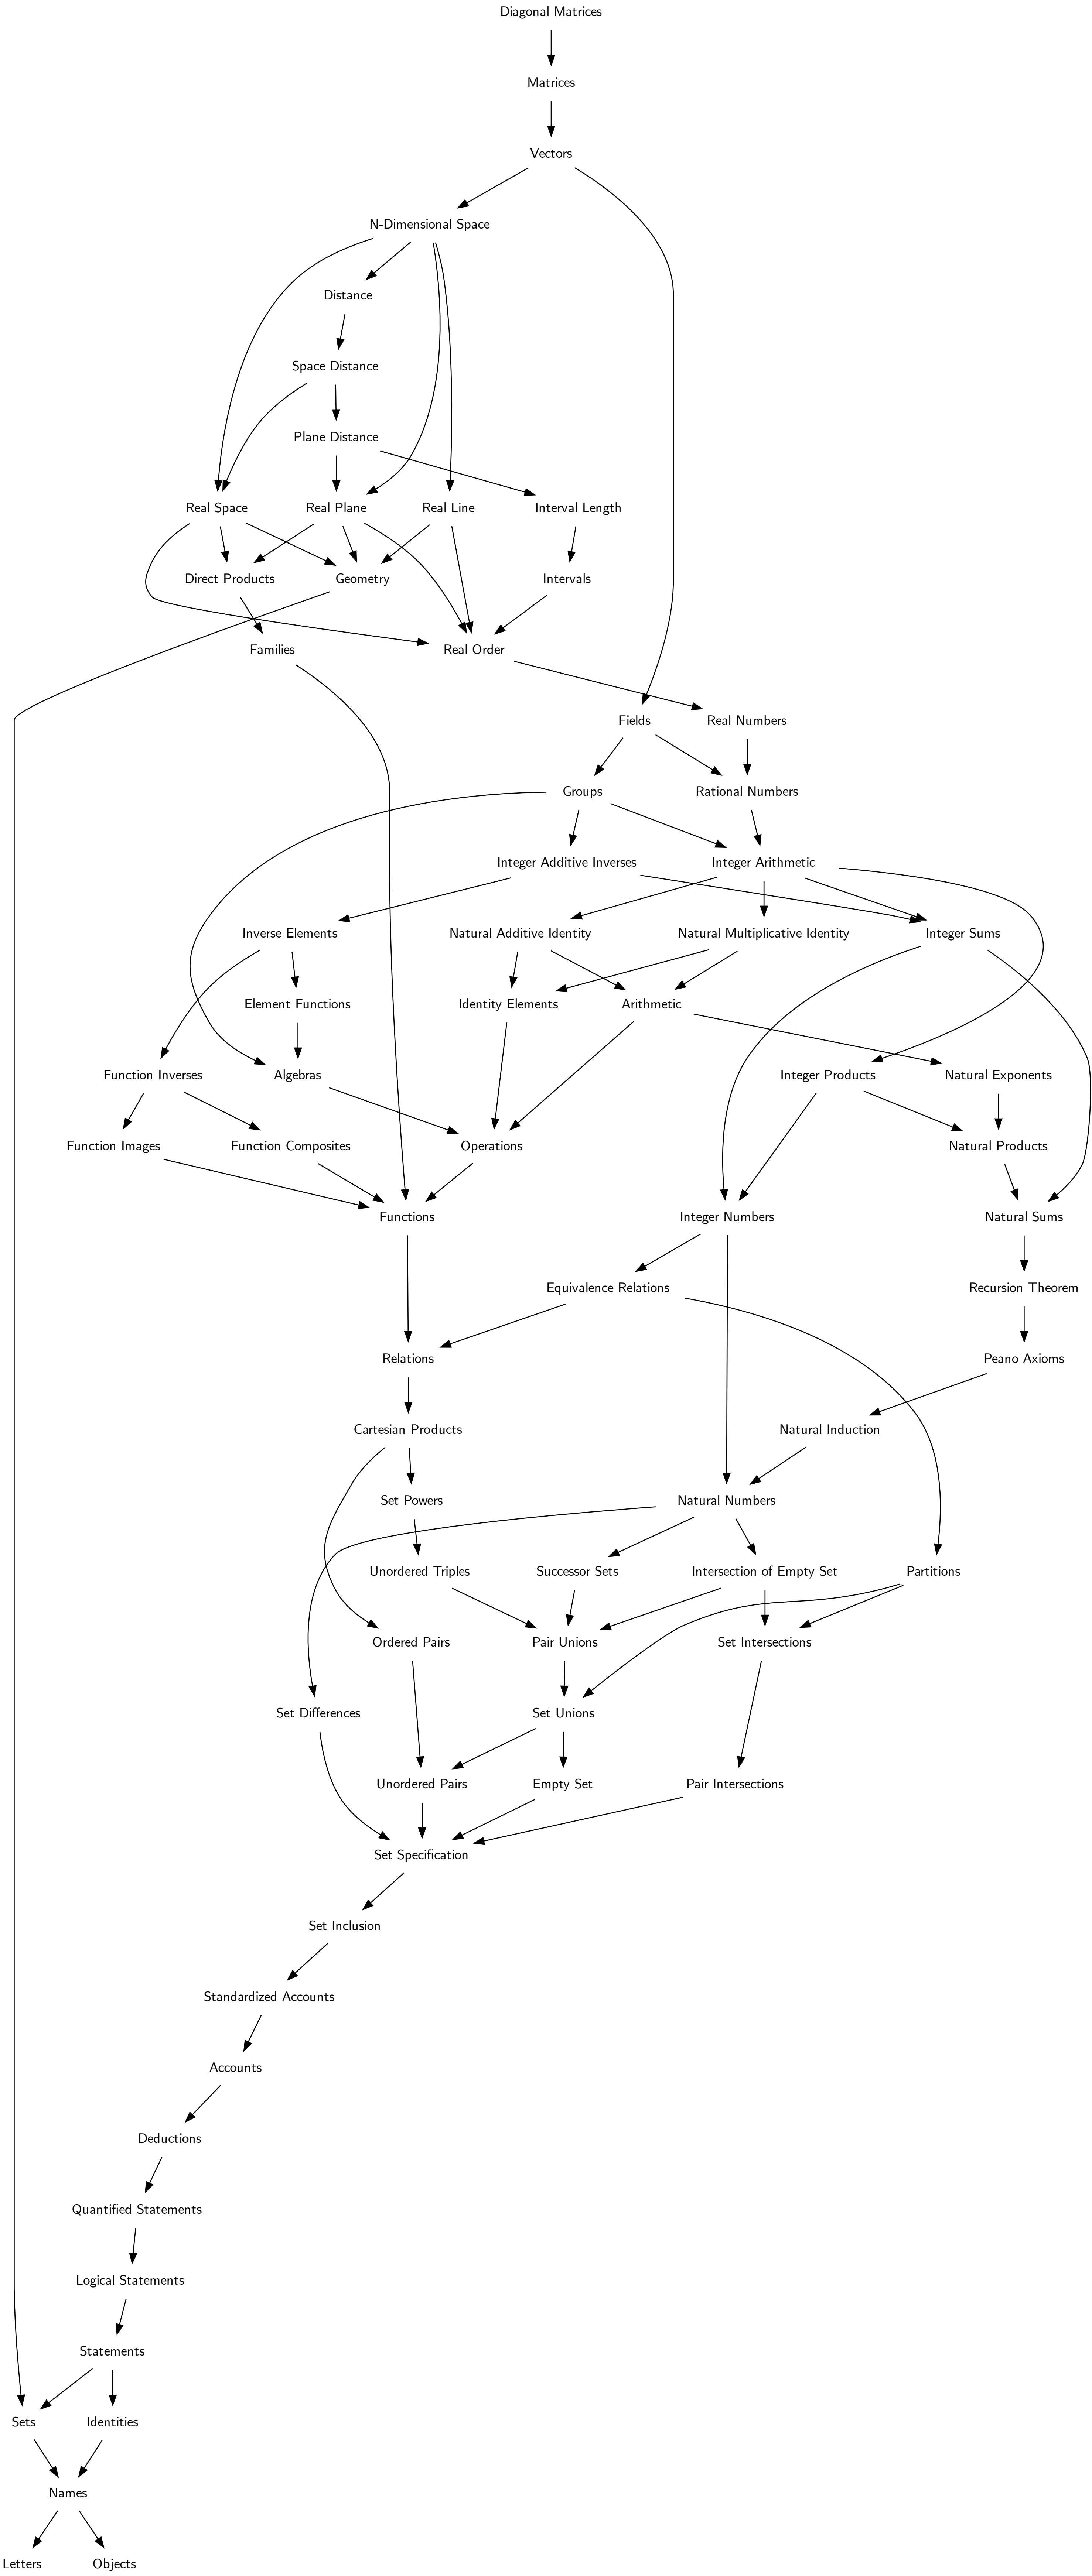 Diagonal Matrices
Matrices
Vectors
N-Dimensional Space
Distance
Space Distance
Plane Distance
Real Space
Real Plane
Real Line
Interval Length
Direct Products
Geometry
Intervals
Families
Real Order
Fields
Real Numbers
Groups
Rational Numbers
Integer Additive Inverses
Integer Arithmetic
Inverse Elements
Natural Additive Identity
Natural Multiplicative Identity
Integer Sums
Element Functions
Identity Elements
Arithmetic
Function Inverses
Algebras
Integer Products
Natural Exponents
Function Images
Function Composites
Operations
Natural Products
Functions
Integer Numbers
Natural Sums
Equivalence Relations
Recursion Theorem
Relations
Peano Axioms
Cartesian Products
Natural Induction
Set Powers
Natural Numbers
Unordered Triples
Successor Sets
Intersection of Empty Set
Partitions
Ordered Pairs
Pair Unions
Set Intersections
Set Differences
Set Unions
Unordered Pairs
Empty Set
Pair Intersections
Set Specification
Set Inclusion
Standardized Accounts
Accounts
Deductions
Quantified Statements
Logical Statements
Statements
Sets
Identities
Names
Letters
Objects